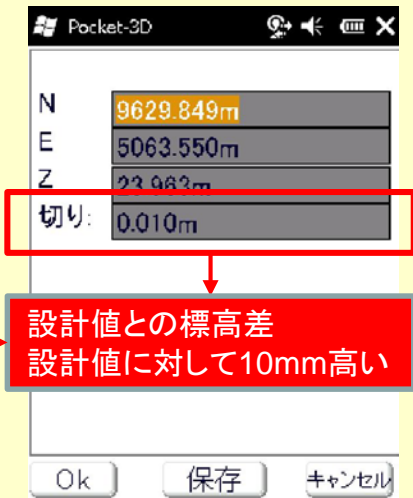 Pocket-3D
N 9629.849m
E 5063.550m
Z 23.963m
切り: 0.010m
設計値との標高差
設計値に対して10mm高い
Ok 保存 キャンセル